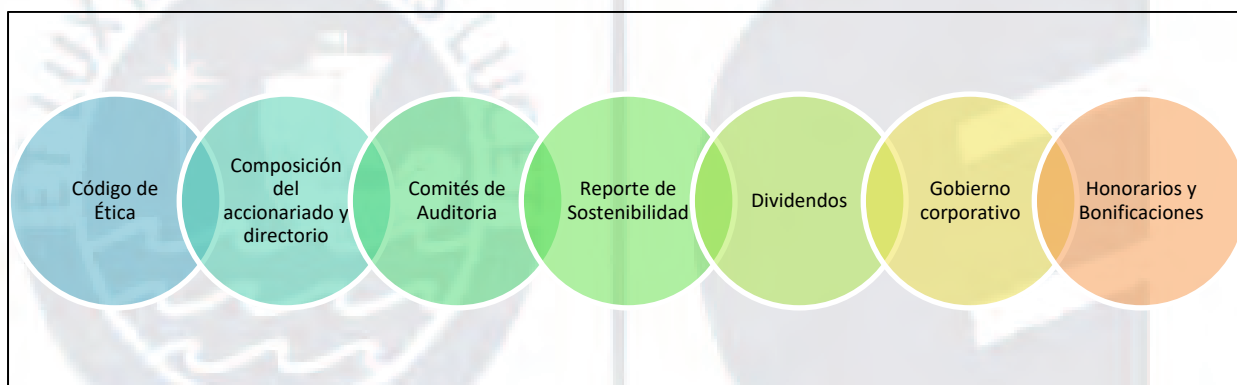 Código de
Ética
Composición
del
accionariado y
directorio
Comités de
Auditoria
Reporte de
Sostenibilidad
Dividendos
Gobierno
corporativo
Honorarios y
Bonificaciones